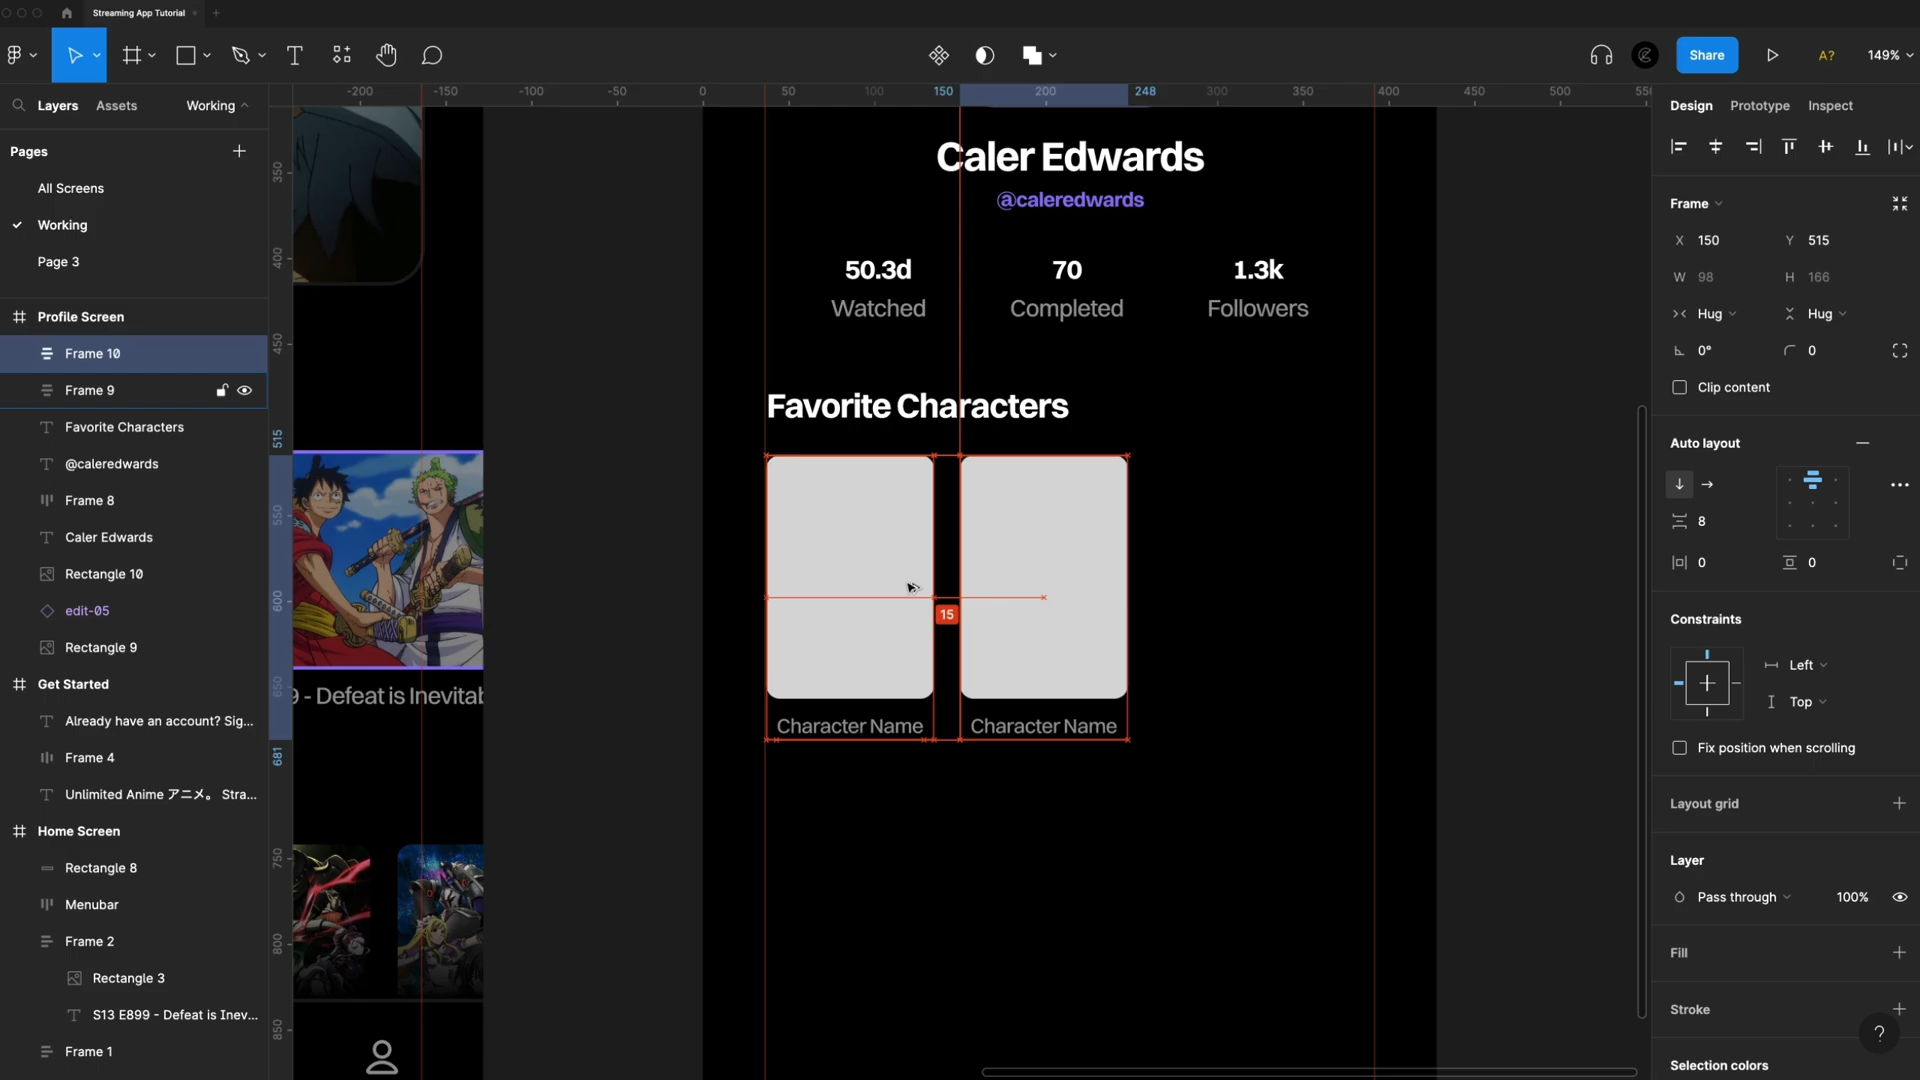 Streaming App Tutorial
Share
A?
149%
Layers
Assets
Working
Pages
All Screens
Working
Page 3
Profile Screen
Frame 10
Frame 9
Favorite Characters
@caleredwards
Frame 8
Caler Edwards
Rectangle 10
edit-05
Rectangle 9
Get Started
Already have an account? Sig...
Frame 4
Unlimited Anime アニメ。 Stra...
Home Screen
Rectangle 8
Menubar
Frame 2
Rectangle 3
S13 E899 - Defeat is Inev...
Frame 1
-200
-150
-100
-50
0
50
100
150
200
248
300
350
400
450
500
350
400
450
515
550
600
650
681
750
800
850
9 - Defeat is Inevitab
Caler Edwards
@caleredwards
50.3d
70
1.3k
Watched
Completed
Followers
Favorite Characters
15
Character Name
Character Name
Design
Prototype
Inspect
Frame
X 150
Y 515
W 98
H 166
Hug
Hug
0°
0
Clip content
Auto layout
8
0
0
Constraints
Left
Top
Fix position when scrolling
Layout grid
Layer
Pass through
100%
Fill
Stroke
?
Selection colors